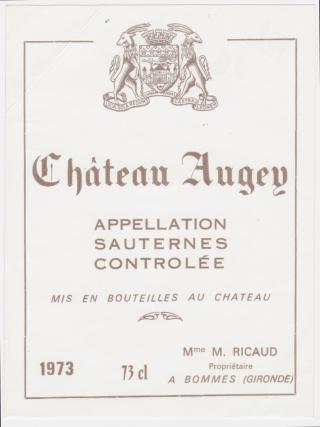 Château Augey
APPELLATION
SAUTERNES
CONTROLÉE
MIS EN BOUTEILLES AU CHATEAU
1973
73 cl
Mme M. RICAUD
Propriétaire
A BOMMES (GIRONDE)